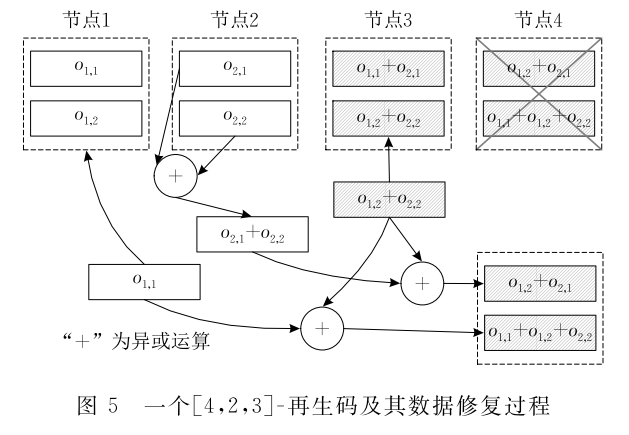 节点1 节点2 节点3 节点4
o1,1 o2,1 o1,1+o2,1 o1,2+o2,1
o1,2 o2,2 o1,2+o2,2 o1,1+o1,2+o2,2
+
o1,2+o2,2
o2,1+o2,2
o1,1 + o1,2+o2,1
+ o1,1+o1,2+o2,2
“+”为异或运算
图 5 一个[4,2,3]-再生码及其数据修复过程